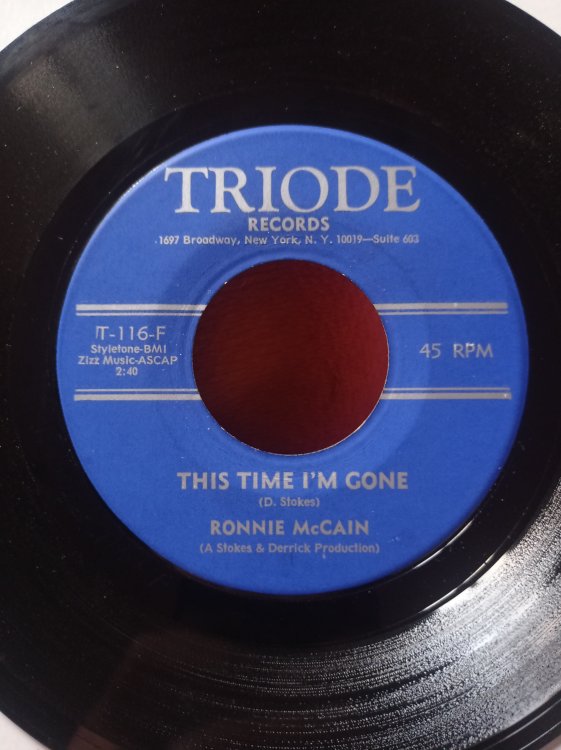 TRIODE
RECORDS
1697 Broadway, New York, N. Y. 10019—Suite 603
T-116-F
Styletone-BMI
Zizz Music-ASCAP
2:40
45 RPM
THIS TIME I'M GONE
(D. Stokes)
RONNIE McCAIN
(A Stokes & Derrick Production)